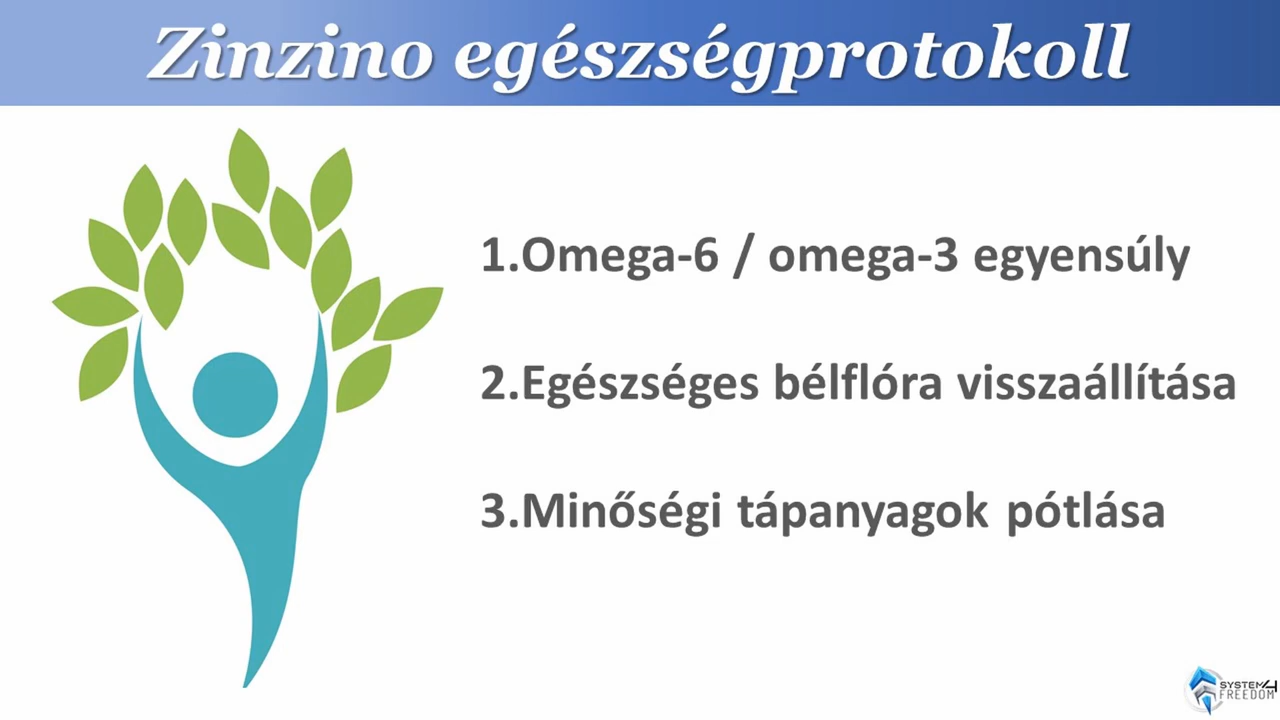 Zinzino egészségprotokoll
1.Omega-6 / omega-3 egyensúly
2.Egészséges bélflóra visszaállítása
3.Minőségi tápanyagok pótlása
SYSTEM4
FREEDOM